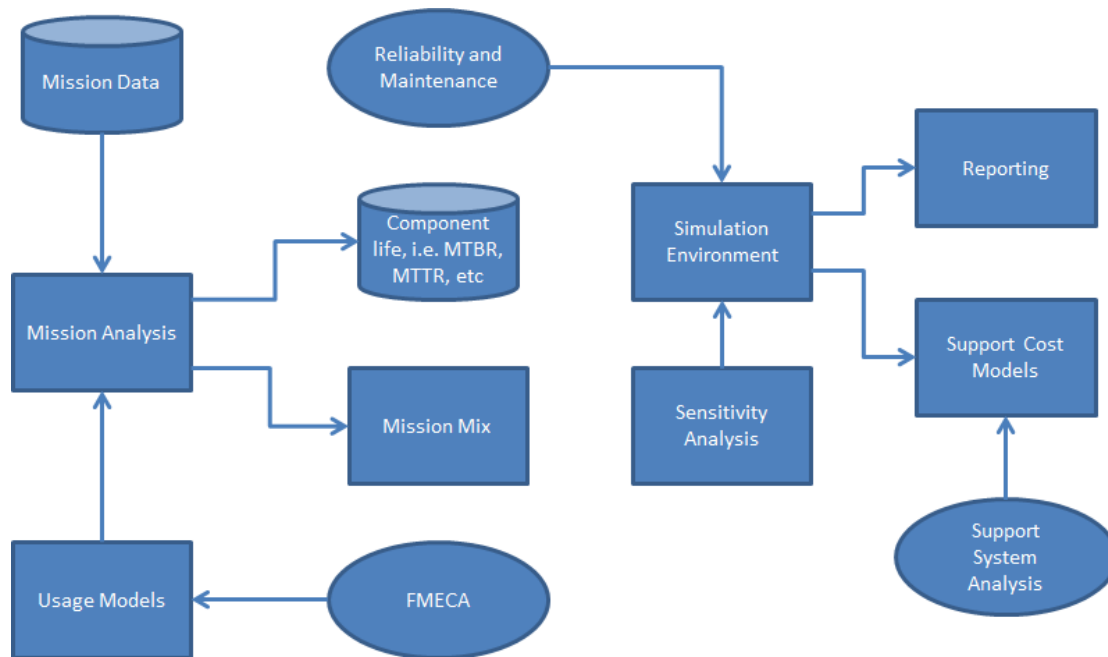 Mission Data
Reliability and
Maintenance
Reporting
Component
life, i.e. MTBR,
MTTR, etc
Simulation
Environment
Mission Analysis
Support Cost
Models
Mission Mix
Sensitivity
Analysis
Usage Models
FMECA
Support
System
Analysis